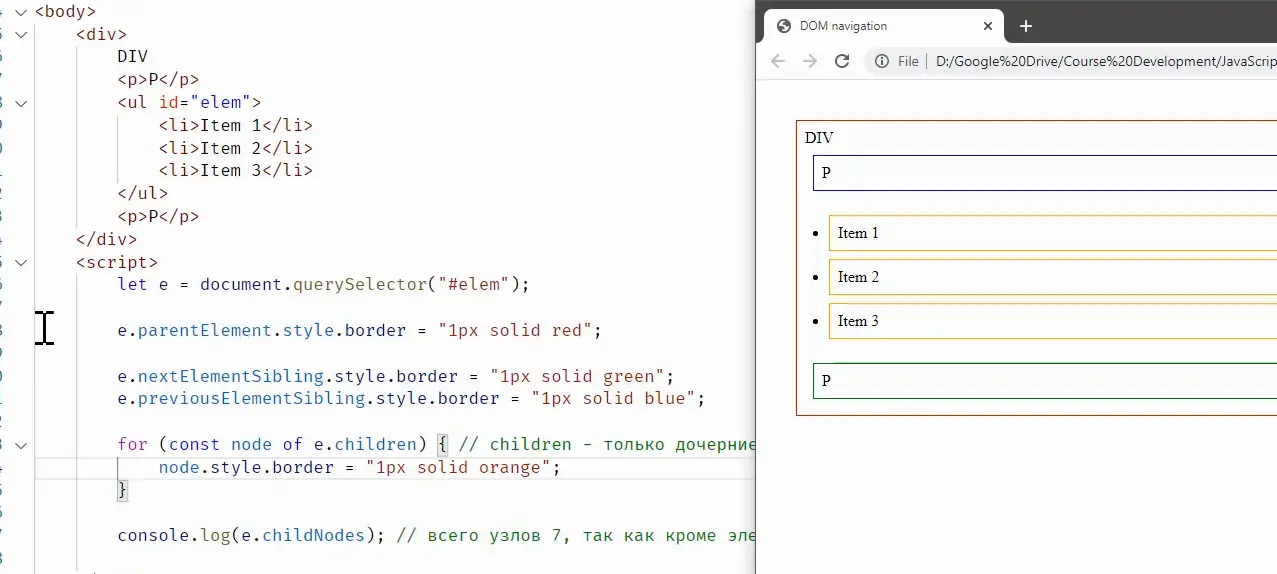 <body>
<div>
DIV
<p>P</p>
<ul id="elem">
<li>Item 1</li>
<li>Item 2</li>
<li>Item 3</li>
</ul>
<p>P</p>
</div>
<script>
let e = document.querySelector("#elem");
e.parentElement.style.border = "1px solid red";
e.nextElementSibling.style.border = "1px solid green";
e.previousElementSibling.style.border = "1px solid blue";
for (const node of e.children) { // children - только дочерние
node.style.border = "1px solid orange";
}
console.log(e.childNodes); // всего узлов 7, так как кроме эле
DOM navigation
File D:/Google%20Drive/Course%20Development/JavaScrip
DIV
P
Item 1
Item 2
Item 3
P